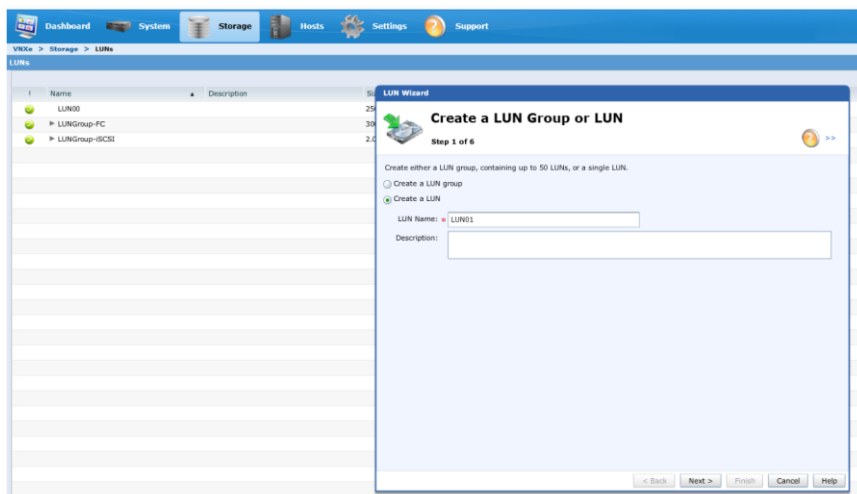 Dashboard System Storage Hosts Settings Support
VNXe > Storage > LUNs
LUNs
! Name Description
LUN00
LUNGroup-FC
LUNGroup-iSCSI
LUN Wizard
Create a LUN Group or LUN
Step 1 of 6
>>
Create either a LUN group, containing up to 50 LUNs, or a single LUN.
Create a LUN group
Create a LUN
LUN Name: * LUN01
Description:
< Back Next > Finish Cancel Help